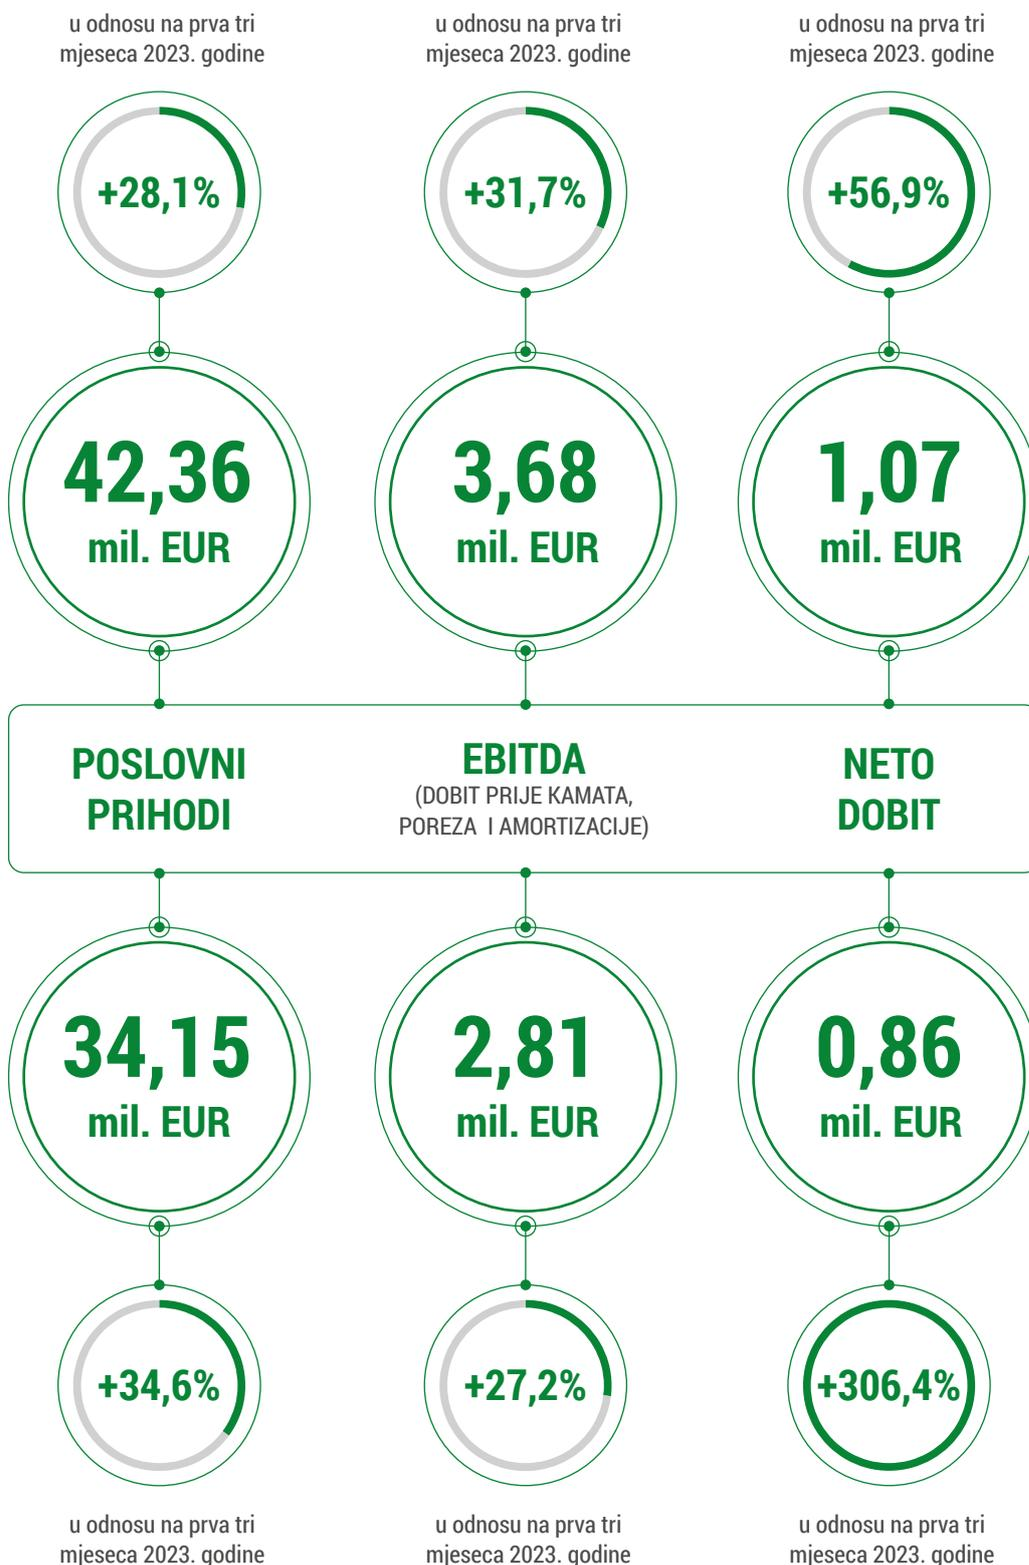 u odnosu na prva tri
mjeseca 2023. godine
u odnosu na prva tri
mjeseca 2023. godine
u odnosu na prva tri
mjeseca 2023. godine
+28,1%
+31,7%
+56,9%
42,36
mil. EUR
3,68
mil. EUR
1,07
mil. EUR
POSLOVNI
PRIHODI
EBITDA
(DOBIT PRIJE KAMATA,
POREZA I AMORTIZACIJE)
NETO
DOBIT
34,15
mil. EUR
2,81
mil. EUR
0,86
mil. EUR
+34,6%
+27,2%
+306,4%
u odnosu na prva tri
mjeseca 2023. godine
u odnosu na prva tri
mjeseca 2023. godine
u odnosu na prva tri
mjeseca 2023. godine